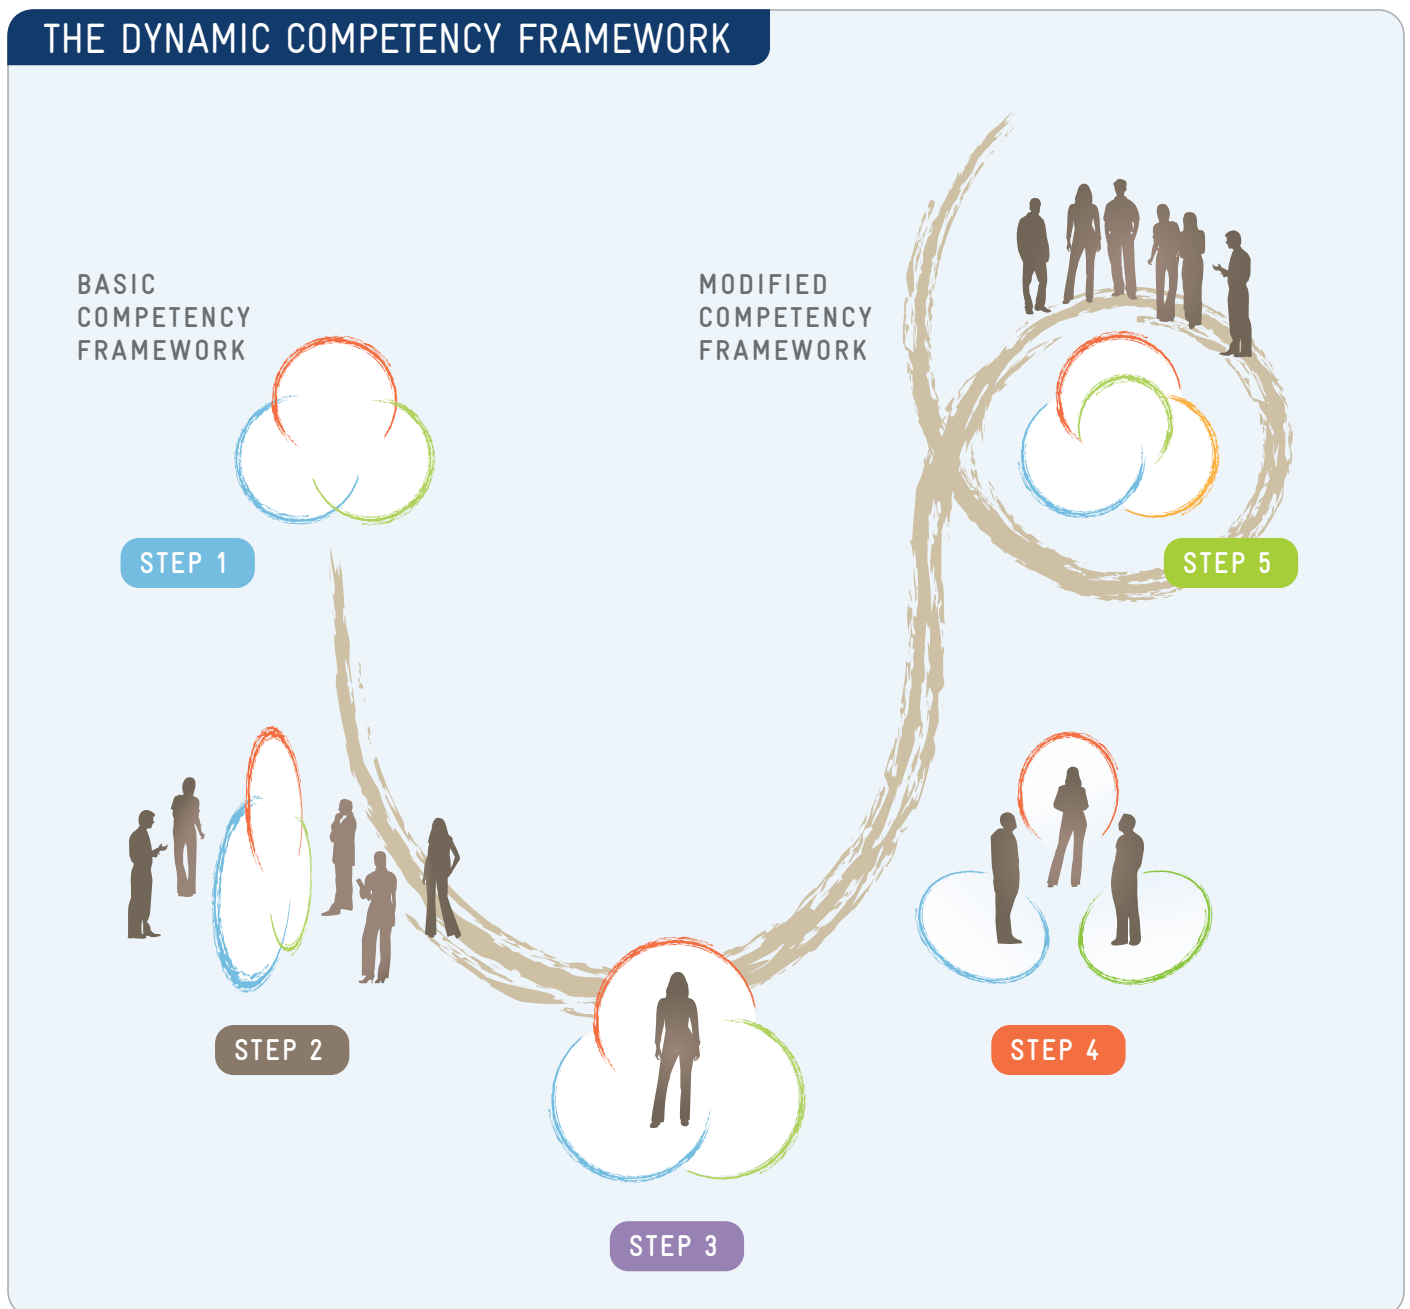 THE DYNAMIC COMPETENCY FRAMEWORK
BASIC
COMPETENCY
FRAMEWORK
MODIFIED
COMPETENCY
FRAMEWORK
STEP 1
STEP 5
STEP 2
STEP 4
STEP 3